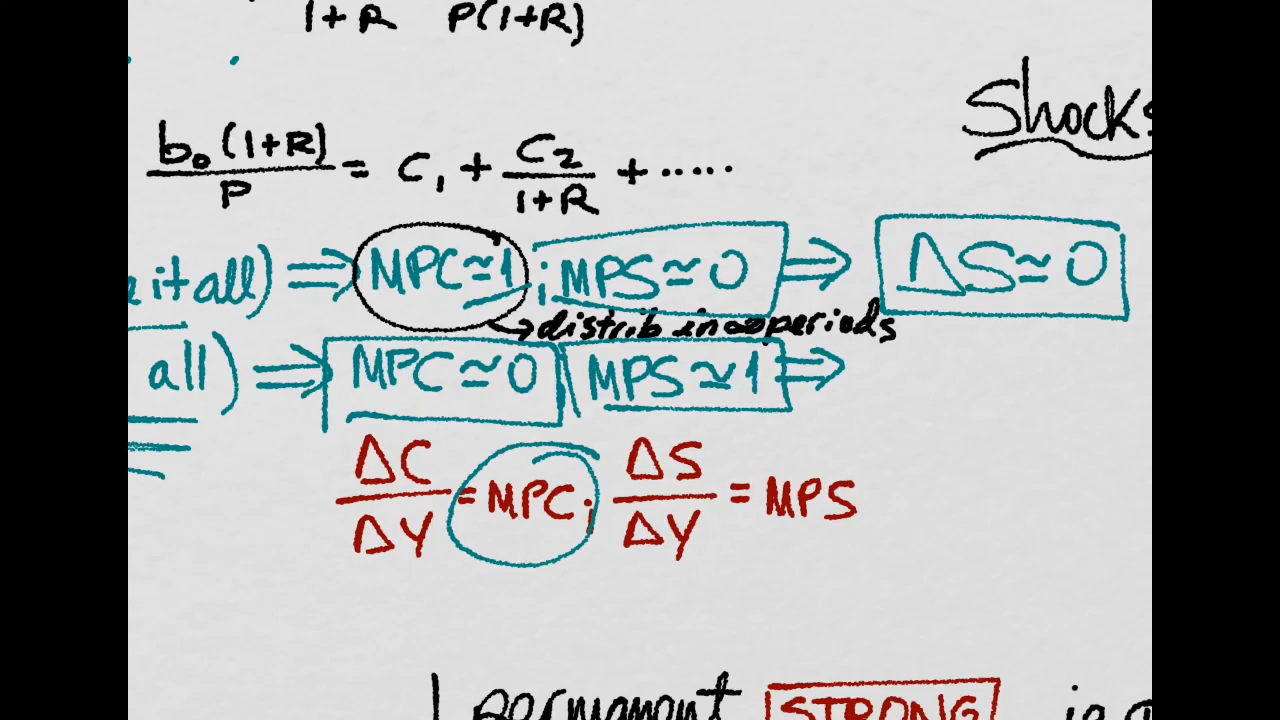 1+R P(1+R)
Shocks
b₀(1+R)/P = C₁ + C₂/1+R + .....
it all) ⇒ MPC≃1 ; MPS≃0 ⇒ ΔS≃0
→ distrib in ∞ periods
all) ⇒ MPC≃0 MPS≃1 ⇒
ΔC/ΔY = MPC; ΔS/ΔY = MPS
permanent STRONG